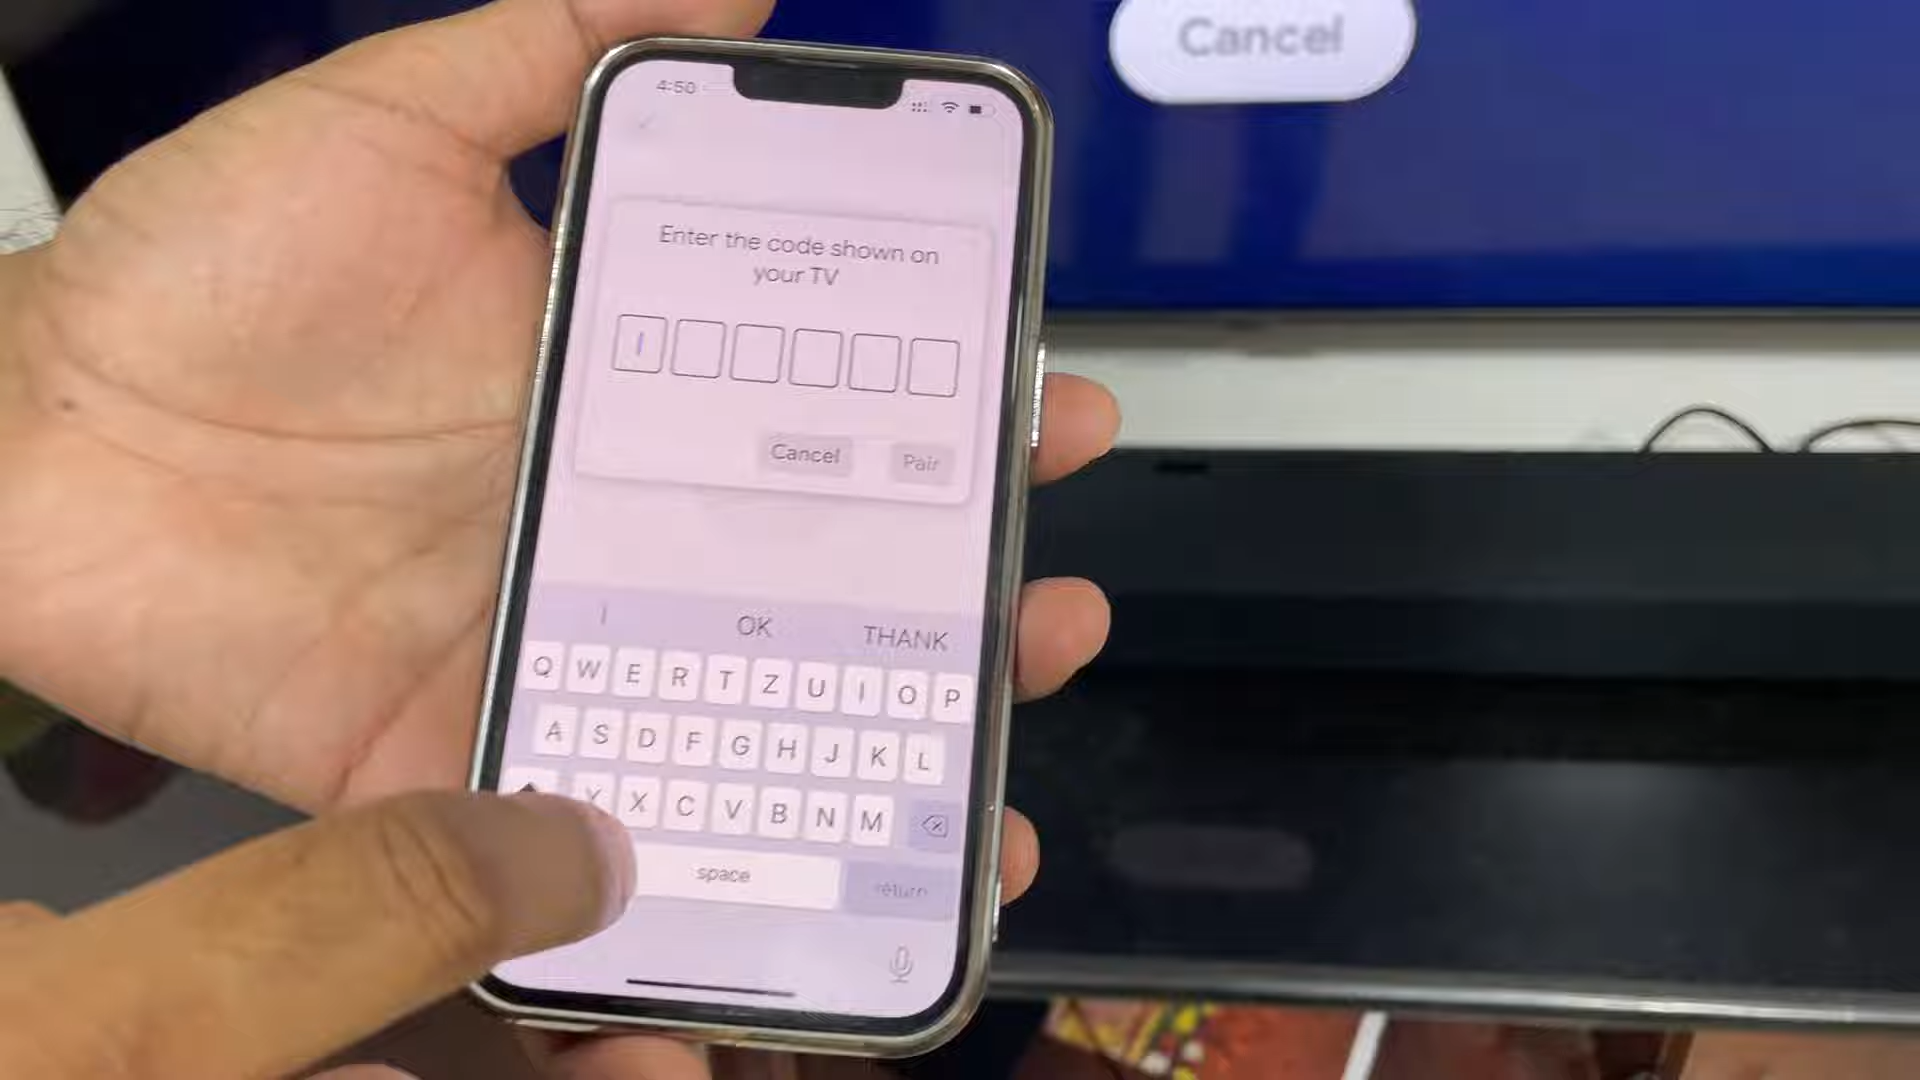 Cancel
4:50
Enter the code shown on
your TV
Cancel Pair
I OK THANK
Q W E R T Z U I O P
A S D F G H J K L
Y X C V B N M
space return